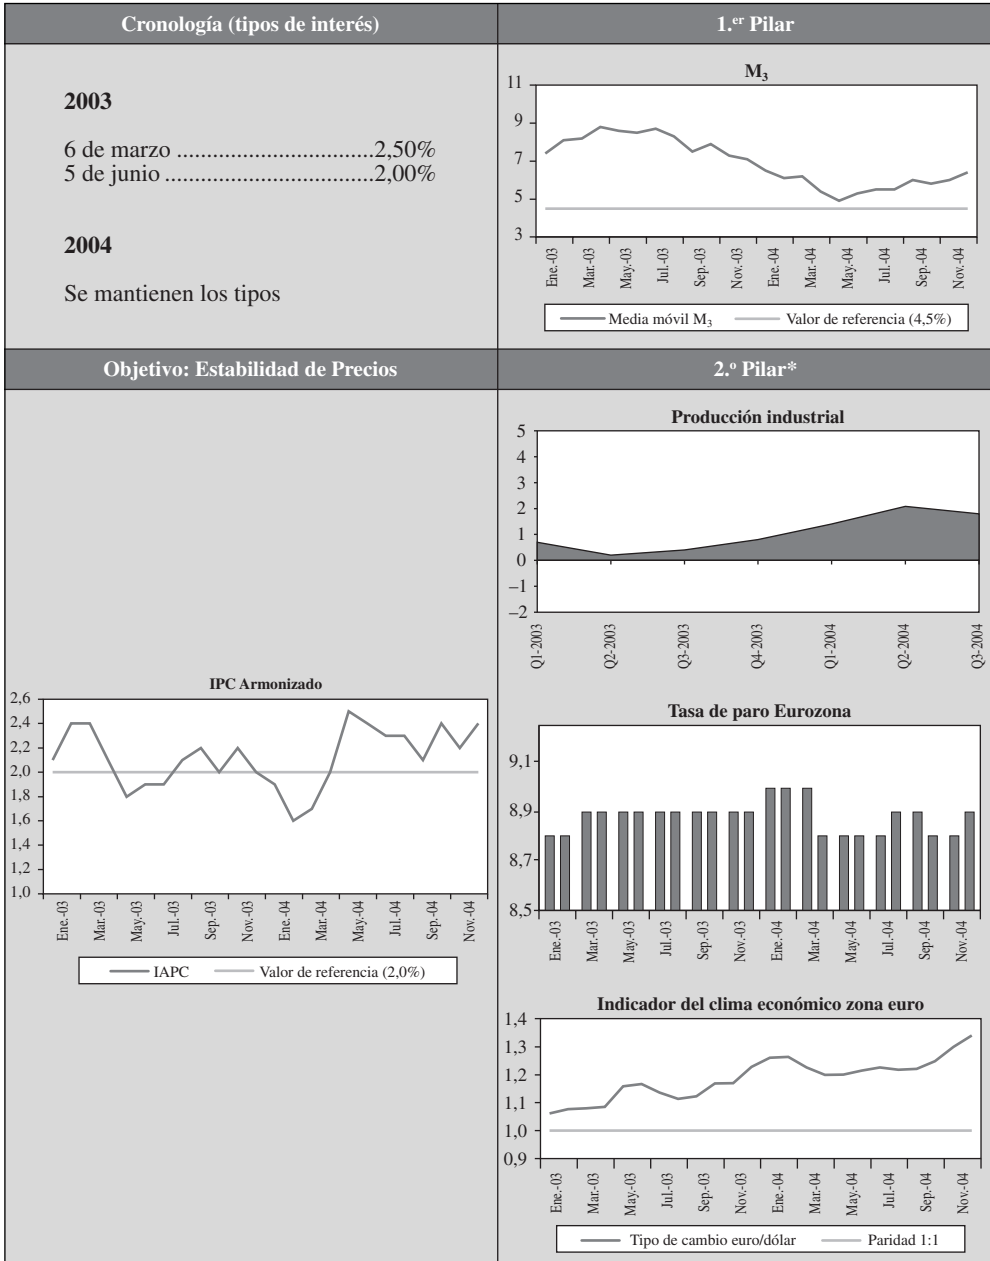 Cronología (tipos de interés)
2003
6 de marzo ................................2,50%
5 de junio ..................................2,00%
2004
Se mantienen los tipos
1.er Pilar
M3
11
9
7
5
3
Ene.-03
Mar.-03
May.-03
Jul.-03
Sep.-03
Nov.-03
Ene.-04
Mar.-04
May.-04
Jul.-04
Sep.-04
Nov.-04
Media móvil M3
Valor de referencia (4,5%)
Objetivo: Estabilidad de Precios
IPC Armonizado
2,6
2,4
2,2
2,0
1,8
1,6
1,4
1,2
1,0
Ene.-03
Mar.-03
May.-03
Jul.-03
Sep.-03
Nov.-03
Ene.-04
Mar.-04
May.-04
Jul.-04
Sep.-04
Nov.-04
IAPC
Valor de referencia (2,0%)
2.º Pilar*
Producción industrial
5
4
3
2
1
0
–1
–2
Q1-2003
Q2-2003
Q3-2003
Q4-2003
Q1-2004
Q2-2004
Q3-2004
Tasa de paro Eurozona
9,1
8,9
8,7
8,5
Ene.-03
Mar.-03
May.-03
Jul.-03
Sep.-03
Nov.-03
Ene.-04
Mar.-04
May.-04
Jul.-04
Sep.-04
Nov.-04
Indicador del clima económico zona euro
1,4
1,3
1,2
1,1
1,0
0,9
Ene.-03
Mar.-03
May.-03
Jul.-03
Sep.-03
Nov.-03
Ene.-04
Mar.-04
May.-04
Jul.-04
Sep.-04
Nov.-04
Tipo de cambio euro/dólar
Paridad 1:1